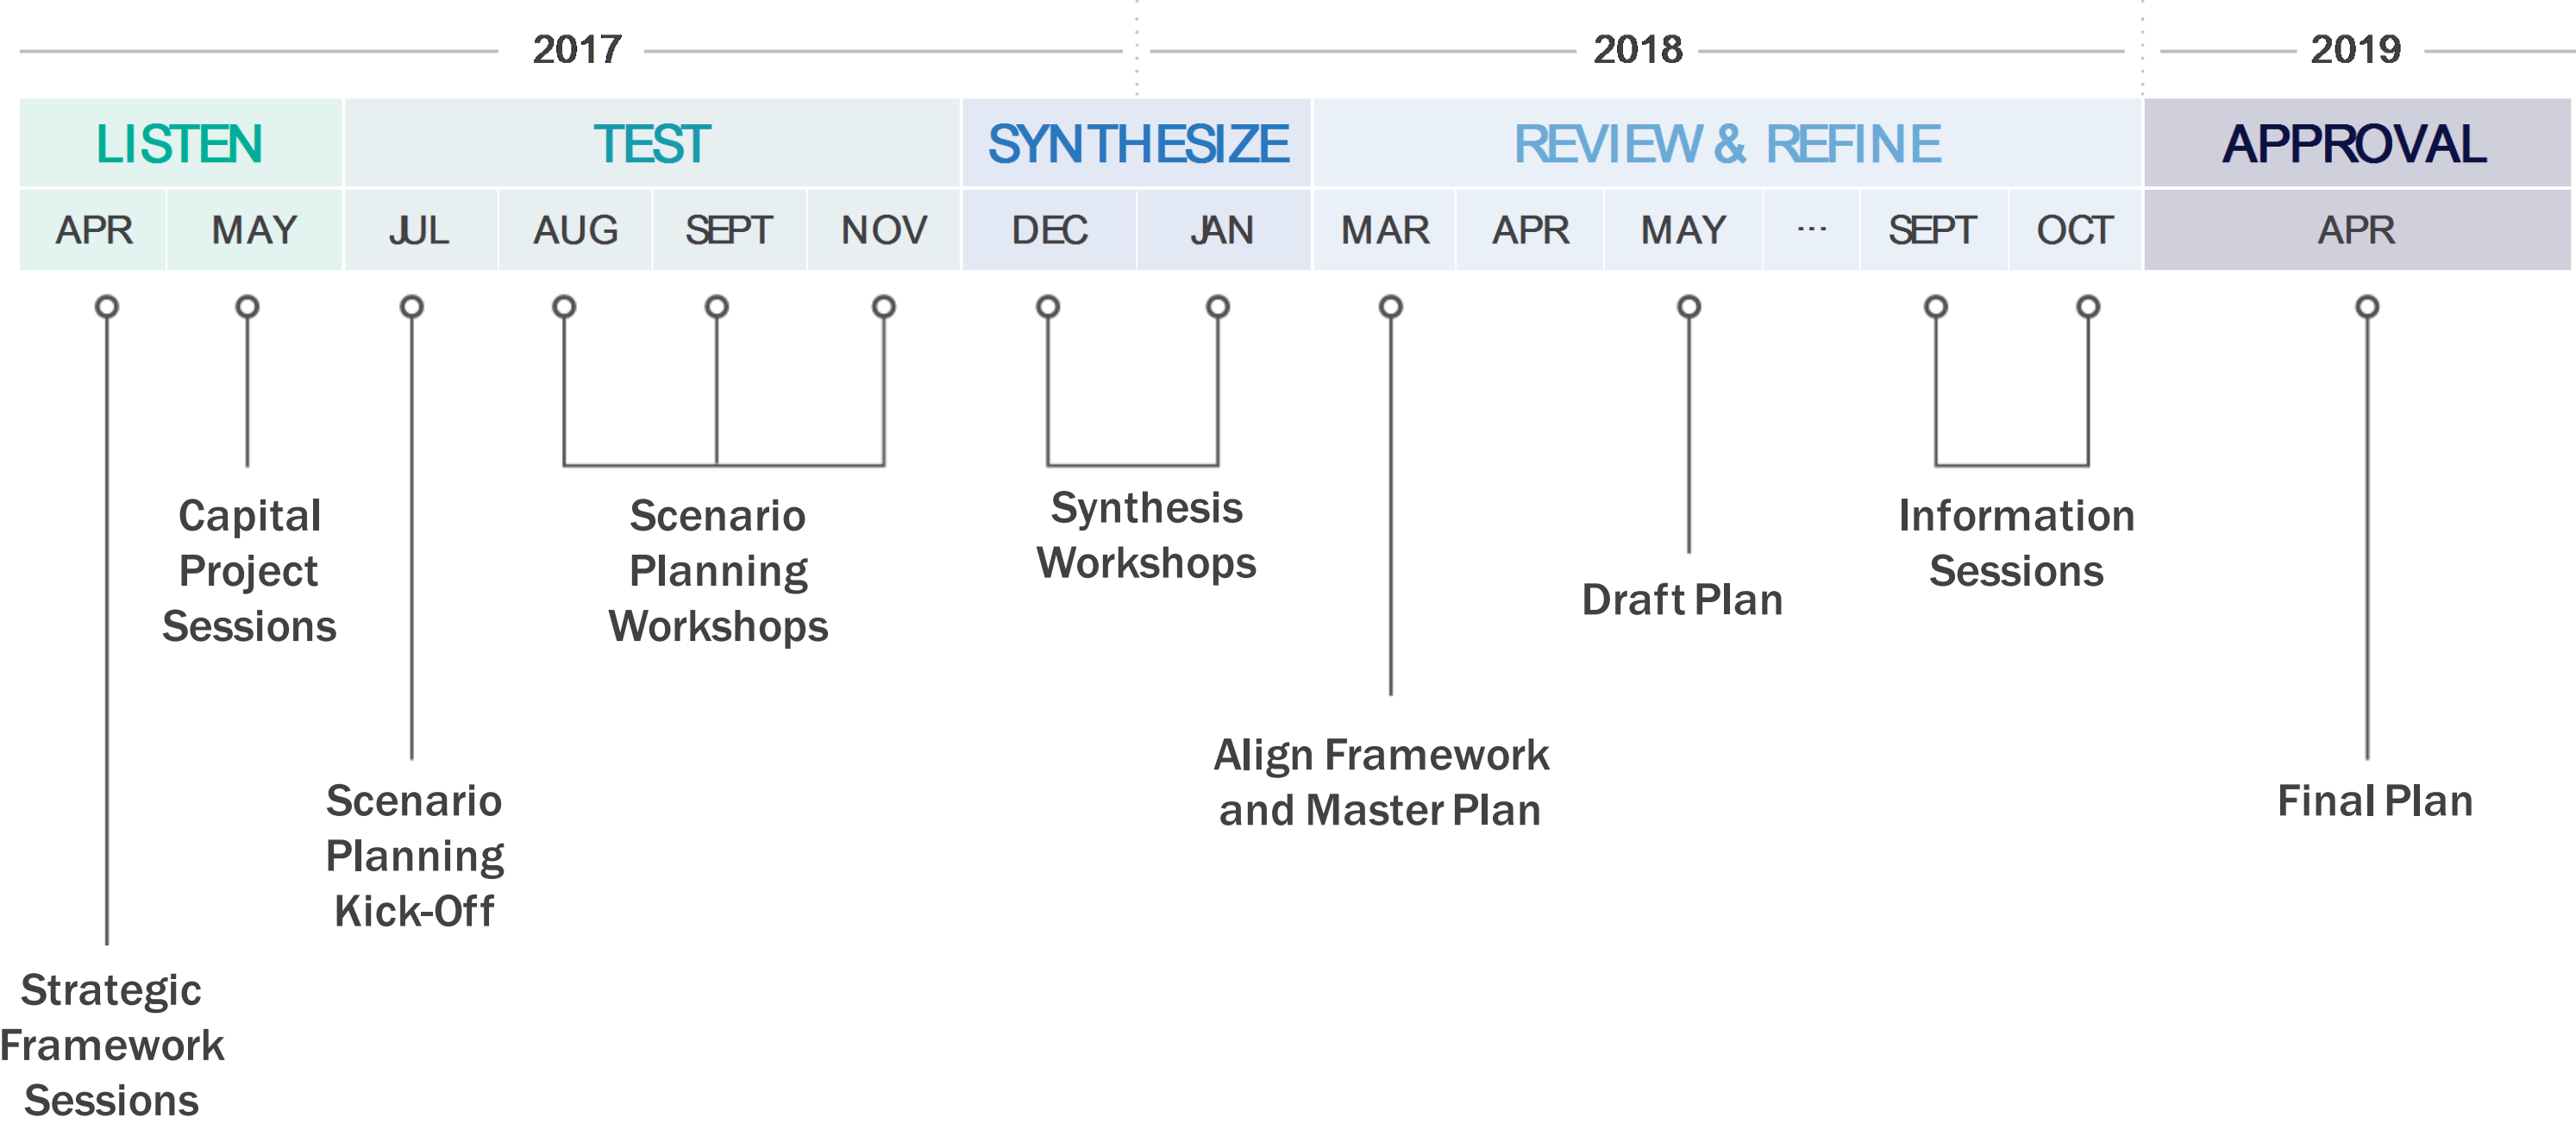 2017 2018 2019
LISTEN TEST SYNTHESIZE REVIEW & REFINE APPROVAL
APR MAY JUL AUG SEPT NOV DEC JAN MAR APR MAY ... SEPT OCT APR
Capital
Project
Sessions
Scenario
Planning
Workshops
Synthesis
Workshops
Draft Plan
Information
Sessions
Align Framework
and Master Plan
Scenario
Planning
Kick-Off
Final Plan
Strategic
Framework
Sessions